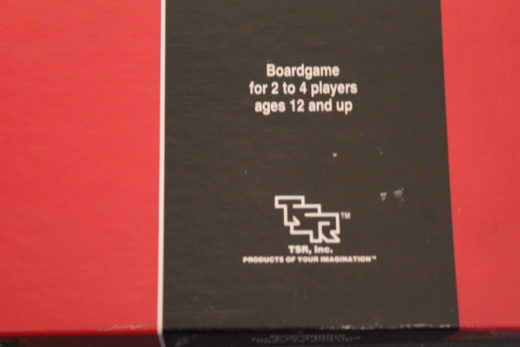 Boardgame
for 2 to 4 players
ages 12 and up
TSR™
TSR, Inc.
PRODUCTS OF YOUR IMAGINATION™